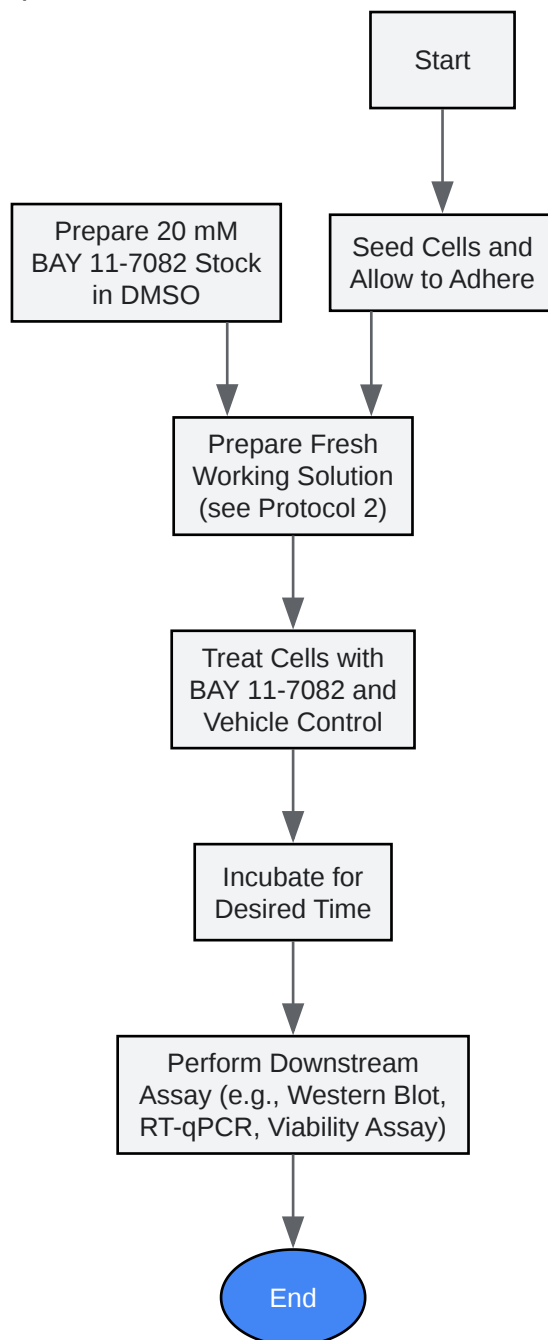 Start
Prepare 20 mM
BAY 11-7082 Stock
in DMSO
Seed Cells and
Allow to Adhere
Prepare Fresh
Working Solution
(see Protocol 2)
Treat Cells with
BAY 11-7082 and
Vehicle Control
Incubate for
Desired Time
Perform Downstream
Assay (e.g., Western Blot,
RT-qPCR, Viability Assay)
End